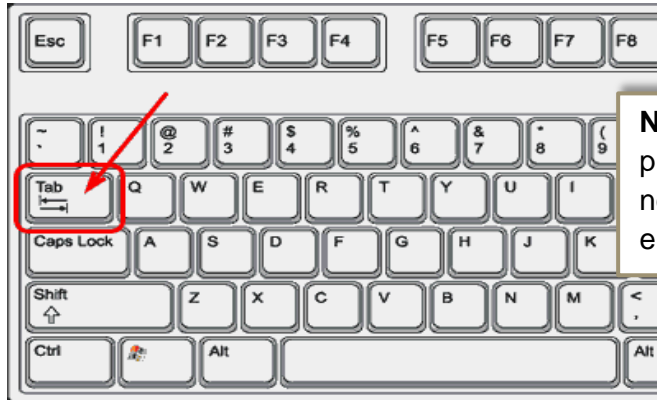 Esc F1 F2 F3 F4 F5 F6 F7 F8
~ ! @ # $ % ^ & * (
` 1 2 3 4 5 6 7 8 9
Tab Q W E R T Y U I
Caps Lock A S D F G H J K
Shift Z X C V B N M <
,
Ctrl Alt Alt